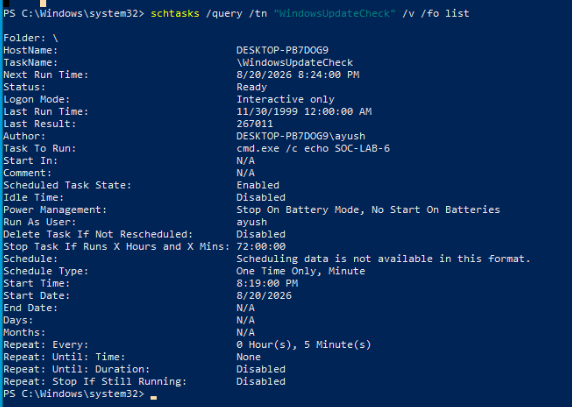 PS C:\Windows\system32> schtasks /query /tn "WindowsUpdateCheck" /v /fo list
Folder: \
HostName: DESKTOP-PB7DOG9
TaskName: \WindowsUpdateCheck
Next Run Time: 8/20/2026 8:24:00 PM
Status: Ready
Logon Mode: Interactive only
Last Run Time: 11/30/1999 12:00:00 AM
Last Result: 267011
Author: DESKTOP-PB7DOG9\ayush
Task To Run: cmd.exe /c echo SOC-LAB-6
Start In: N/A
Comment: N/A
Scheduled Task State: Enabled
Idle Time: Disabled
Power Management: Stop On Battery Mode, No Start On Batteries
Run As User: ayush
Delete Task If Not Rescheduled: Disabled
Stop Task If Runs X Hours and X Mins: 72:00:00
Schedule: Scheduling data is not available in this format.
Schedule Type: One Time Only, Minute
Start Time: 8:19:00 PM
Start Date: 8/20/2026
End Date: N/A
Days: N/A
Months: N/A
Repeat: Every: 0 Hour(s), 5 Minute(s)
Repeat: Until: Time: None
Repeat: Until: Duration: Disabled
Repeat: Stop If Still Running: Disabled
PS C:\Windows\system32>